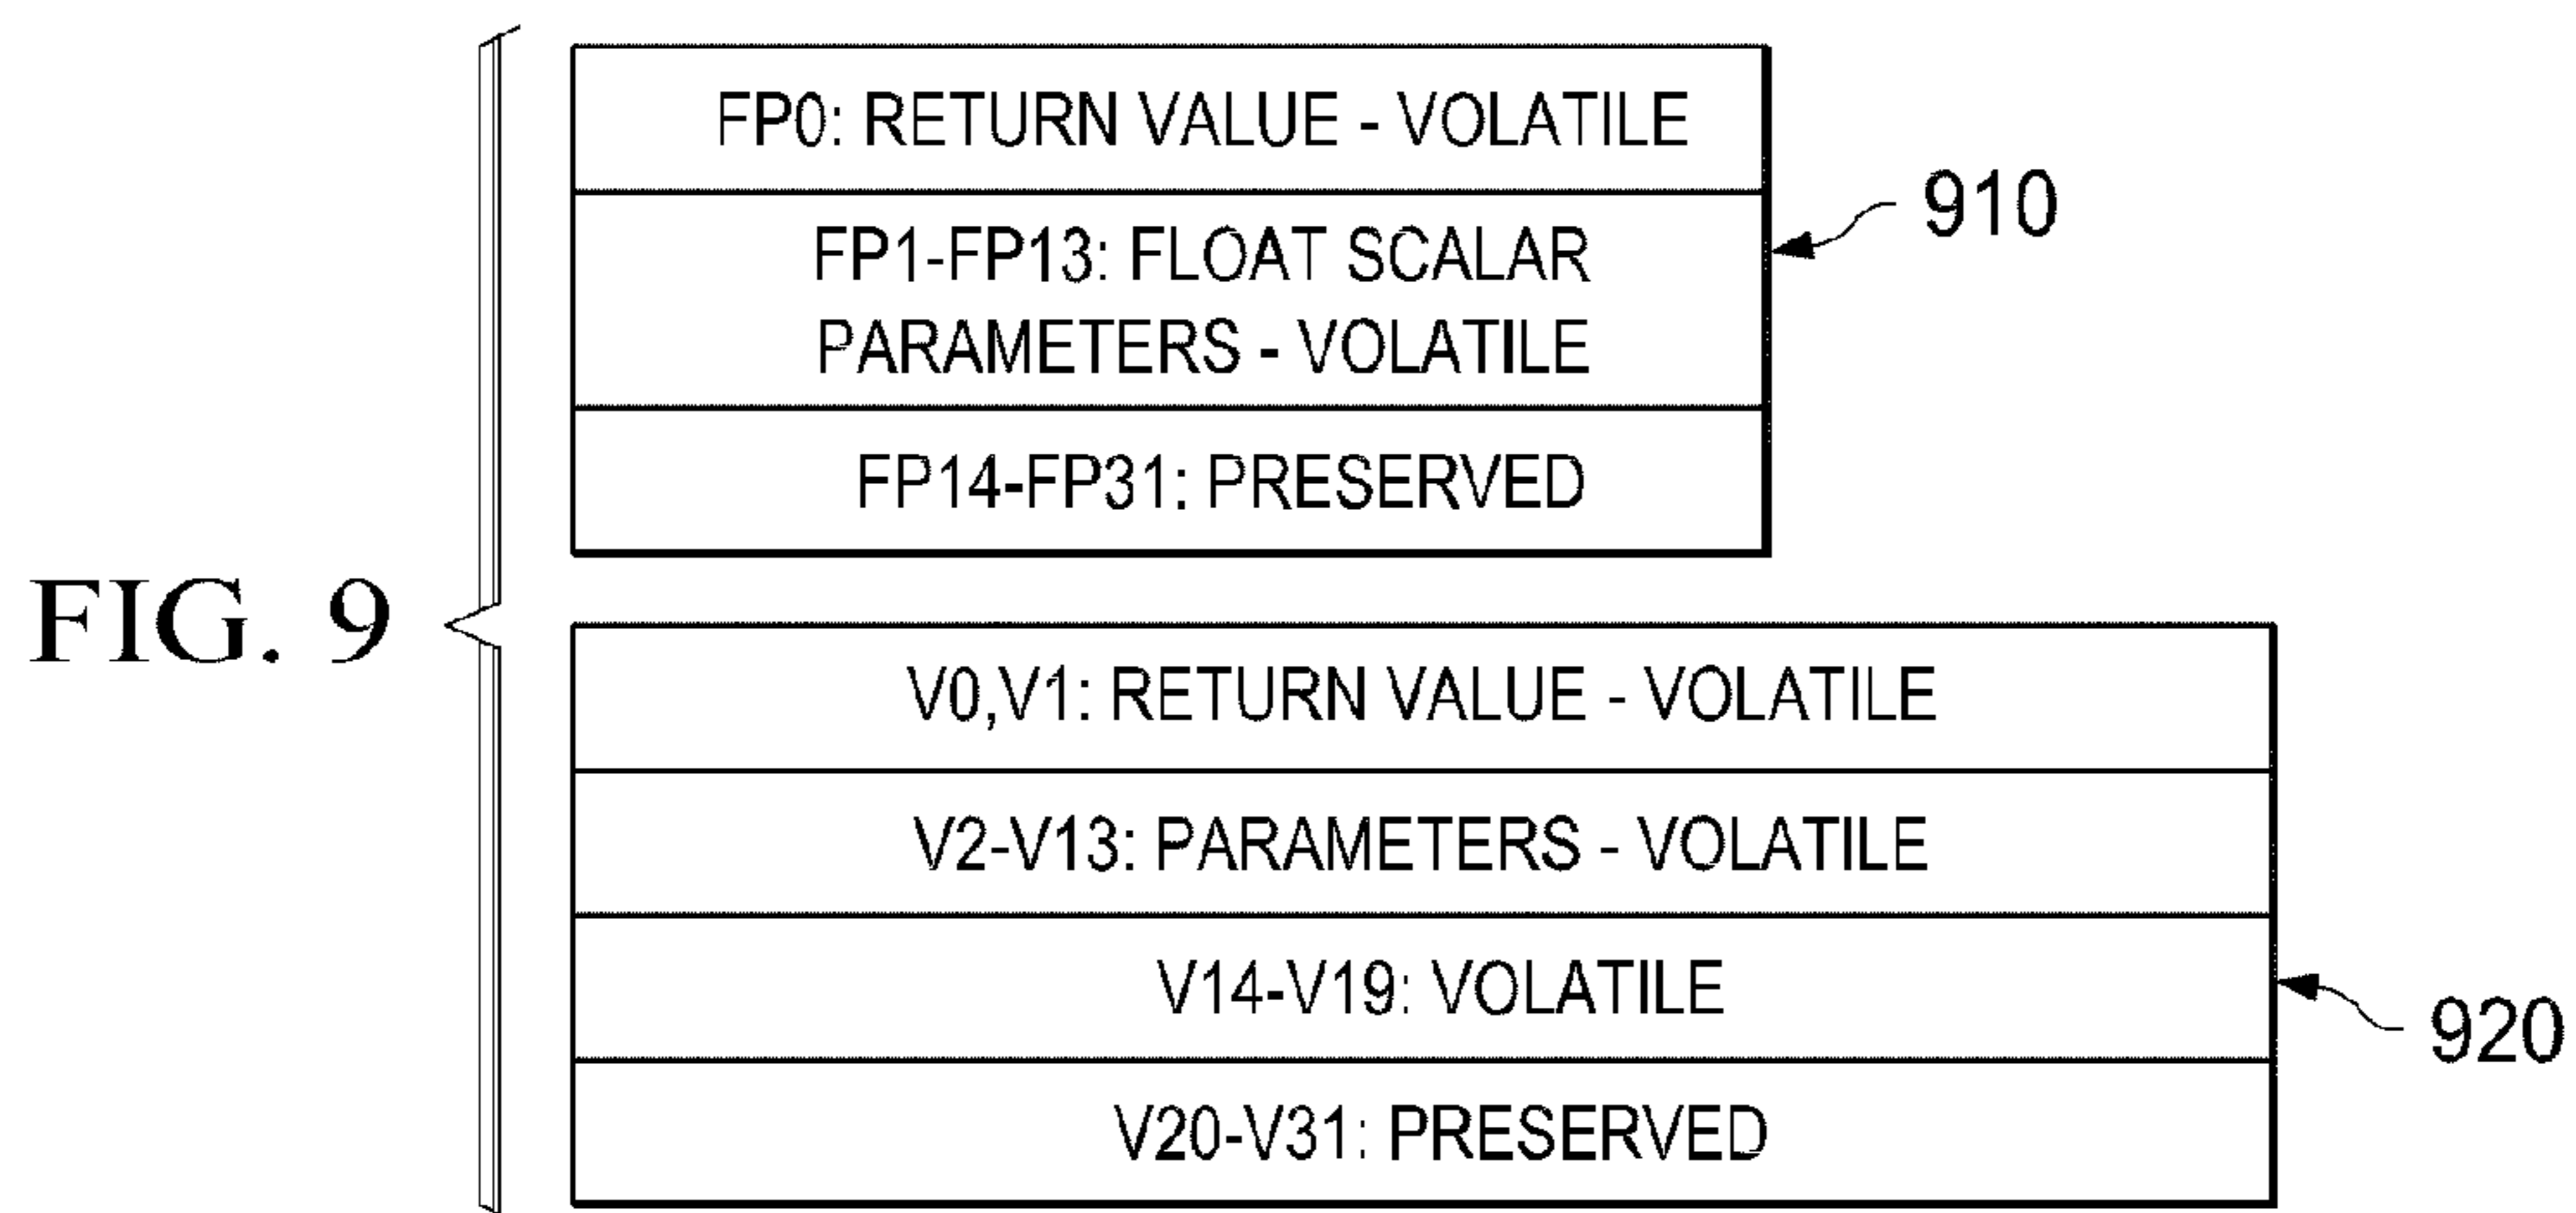 FP0: RETURN VALUE - VOLATILE
FP1-FP13: FLOAT SCALAR
PARAMETERS - VOLATILE
910
FP14-FP31: PRESERVED
FIG. 9
V0,V1: RETURN VALUE - VOLATILE
V2-V13: PARAMETERS - VOLATILE
V14-V19: VOLATILE
920
V20-V31: PRESERVED